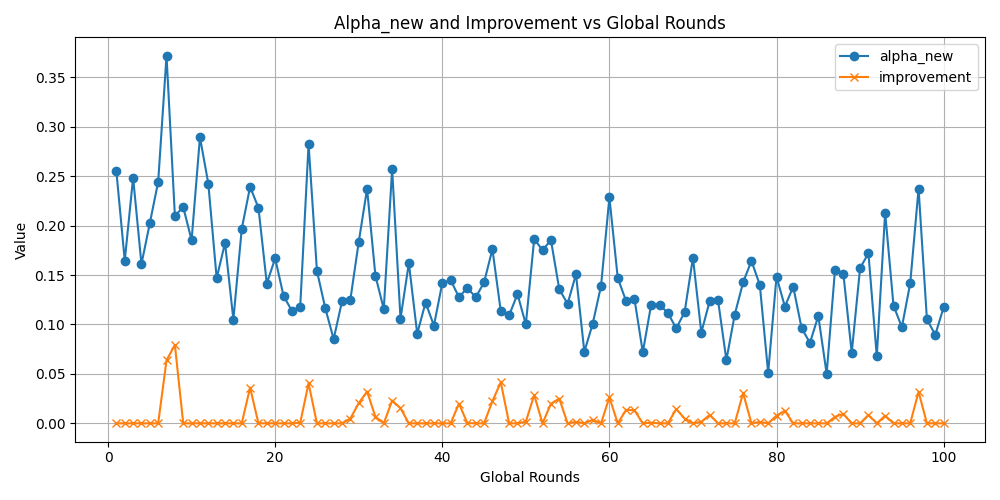 Alpha_new and Improvement vs Global Rounds
alpha_new
improvement
Value
0.35
0.30
0.25
0.20
0.15
0.10
0.05
0.00
0 20 40 60 80 100
Global Rounds